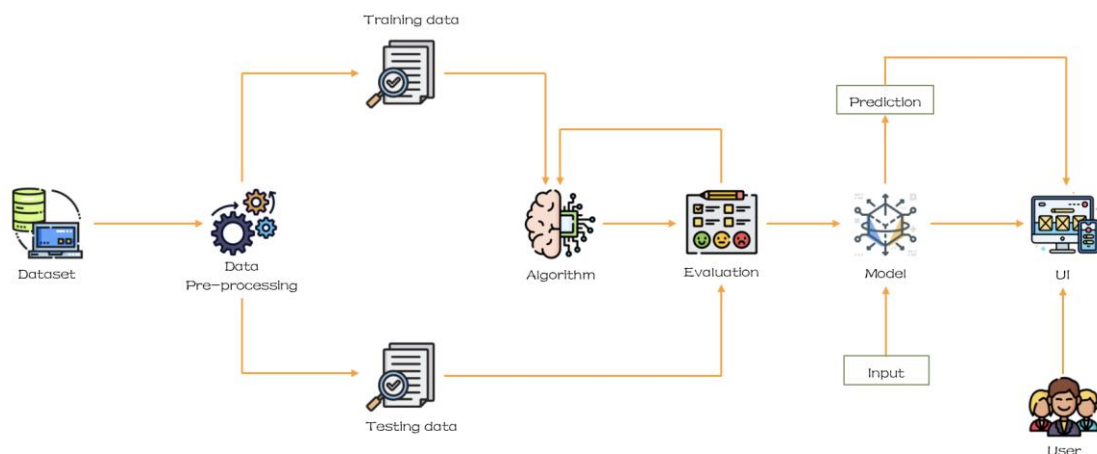 Training data
Prediction
Dataset
Data
Pre-processing
Algorithm
Evaluation
Model
UI
Input
Testing data
User